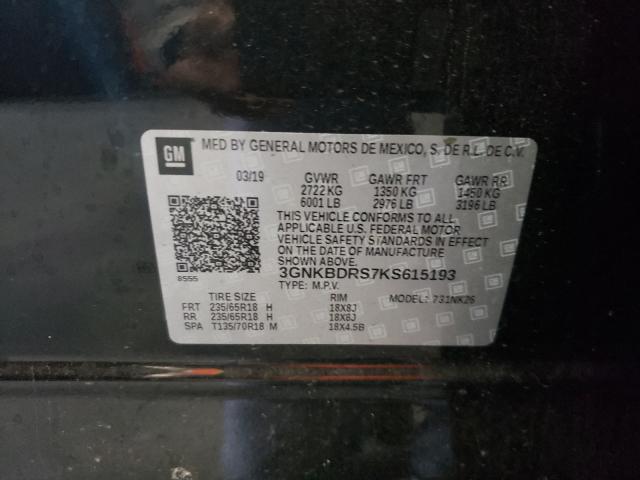 GM
MFD BY GENERAL MOTORS DE MEXICO, S. DE R.L. DE C.V.
03/19 GVWR GAWR FRT GAWR RR
2722 KG 1350 KG 1450 KG
6001 LB 2976 LB 3196 LB
THIS VEHICLE CONFORMS TO ALL
APPLICABLE U.S. FEDERAL MOTOR
VEHICLE SAFETY STANDARDS IN EFFECT
ON THE DATE OF MANUFACTURE
SHOWN ABOVE.
8555
3GNKBDRS7KS615193
TYPE: M.P.V.
TIRE SIZE RIM MODEL: 731NK26
FRT 235/65R18 H 18X8J
RR 235/65R18 H 18X8J
SPA T135/70R18 M 18X4.5B